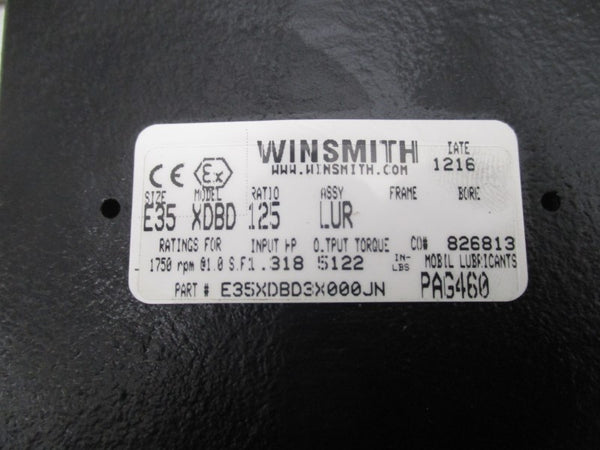 WINSMITH DATE
WWW.WINSMITH.COM 1216
CE Ex
SIZE MODEL RATIO ASSY FRAME BORE
E35 XDBD 125 LUR
RATINGS FOR INPUT HP OUTPUT TORQUE CO# 826813
1750 rpm @1.0 S.F 1.318 5122 IN-LBS MOBIL LUBRICANTS
PART # E35XDBD3X000JN PAG460